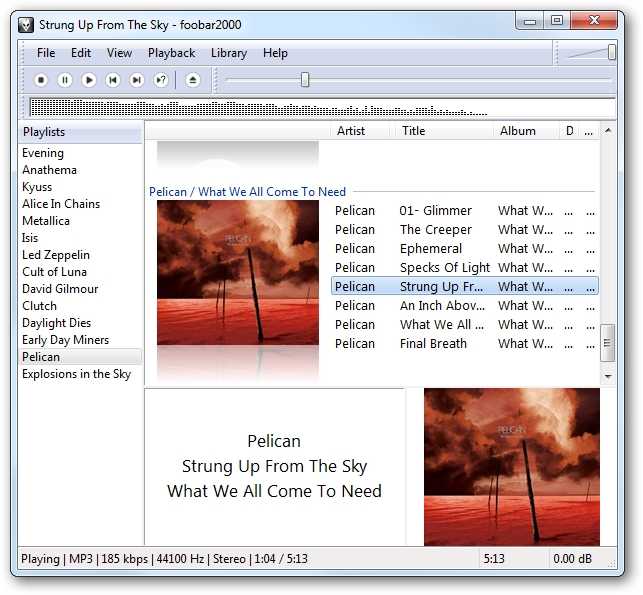 Strung Up From The Sky - foobar2000
File Edit View Playback Library Help
Playlists
Evening
Anathema
Kyuss
Alice In Chains
Metallica
Isis
Led Zeppelin
Cult of Luna
David Gilmour
Clutch
Daylight Dies
Early Day Miners
Pelican
Explosions in the Sky
Artist Title Album D ...
Pelican / What We All Come To Need
PELICAN
Pelican 01- Glimmer What W... ... ...
Pelican The Creeper What W... ... ...
Pelican Ephemeral What W... ... ...
Pelican Specks Of Light What W... ... ...
Pelican Strung Up Fr... What W... ... ...
Pelican An Inch Abov... What W... ... ...
Pelican What We All ... What W... ... ...
Pelican Final Breath What W... ... ...
Pelican
Strung Up From The Sky
What We All Come To Need
PELICAN
Playing | MP3 | 185 kbps | 44100 Hz | Stereo | 1:04 / 5:13 5:13 0.00 dB